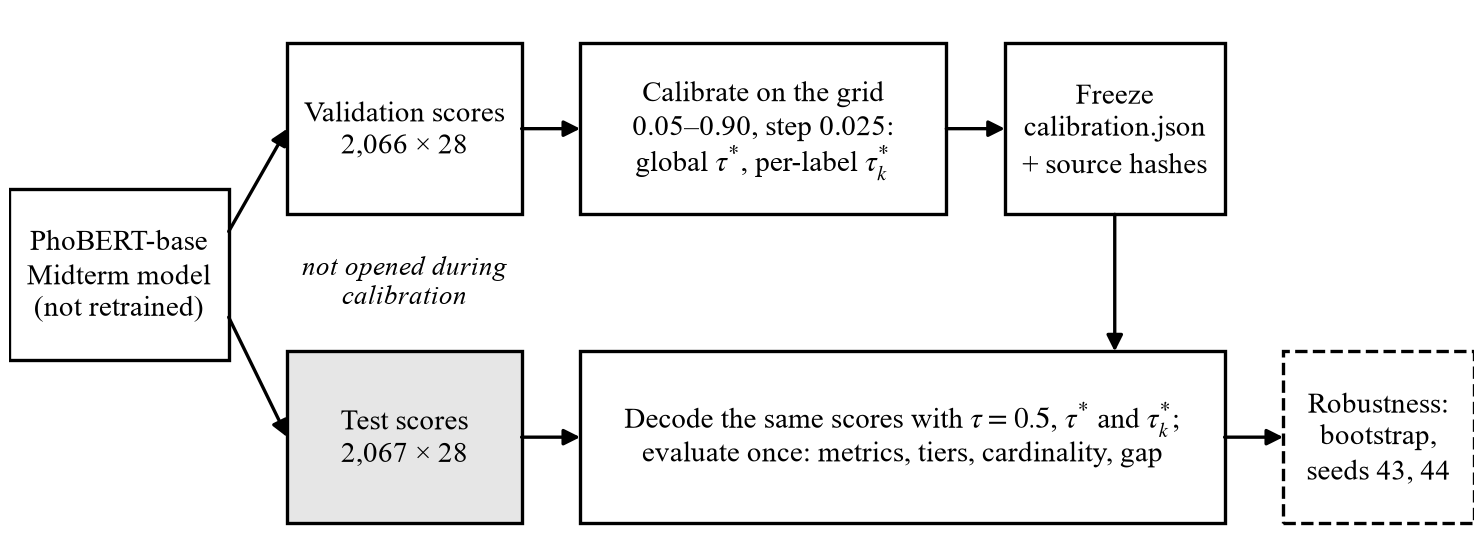 PhoBERT-base
Midterm model
(not retrained)
Validation scores
2,066 × 28
Calibrate on the grid
0.05–0.90, step 0.025:
global τ*, per-label τ*ₖ
Freeze
calibration.json
+ source hashes
not opened during
calibration
Test scores
2,067 × 28
Decode the same scores with τ = 0.5, τ* and τ*ₖ;
evaluate once: metrics, tiers, cardinality, gap
Robustness:
bootstrap,
seeds 43, 44